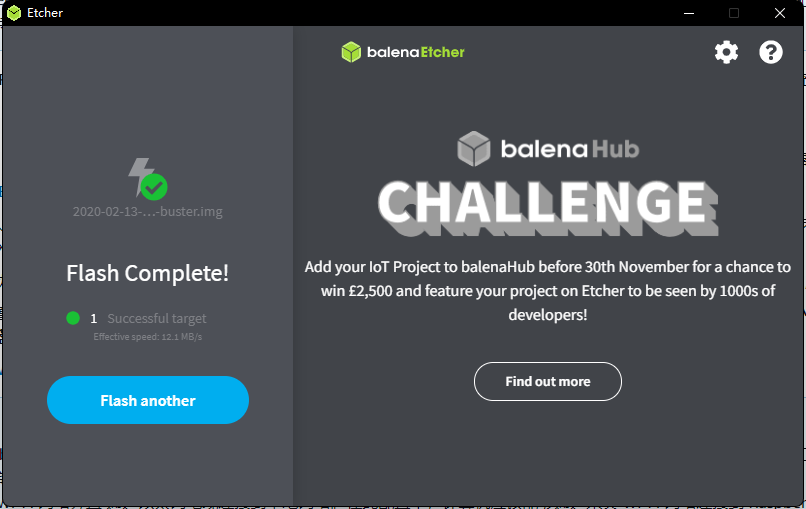 Etcher
balenaEtcher
2020-02-13-...-buster.img
Flash Complete!
1 Successful target
Effective speed: 12.1 MB/s
Flash another
balenaHub
CHALLENGE
Add your IoT Project to balenaHub before 30th November for a chance to
win £2,500 and feature your project on Etcher to be seen by 1000s of
developers!
Find out more